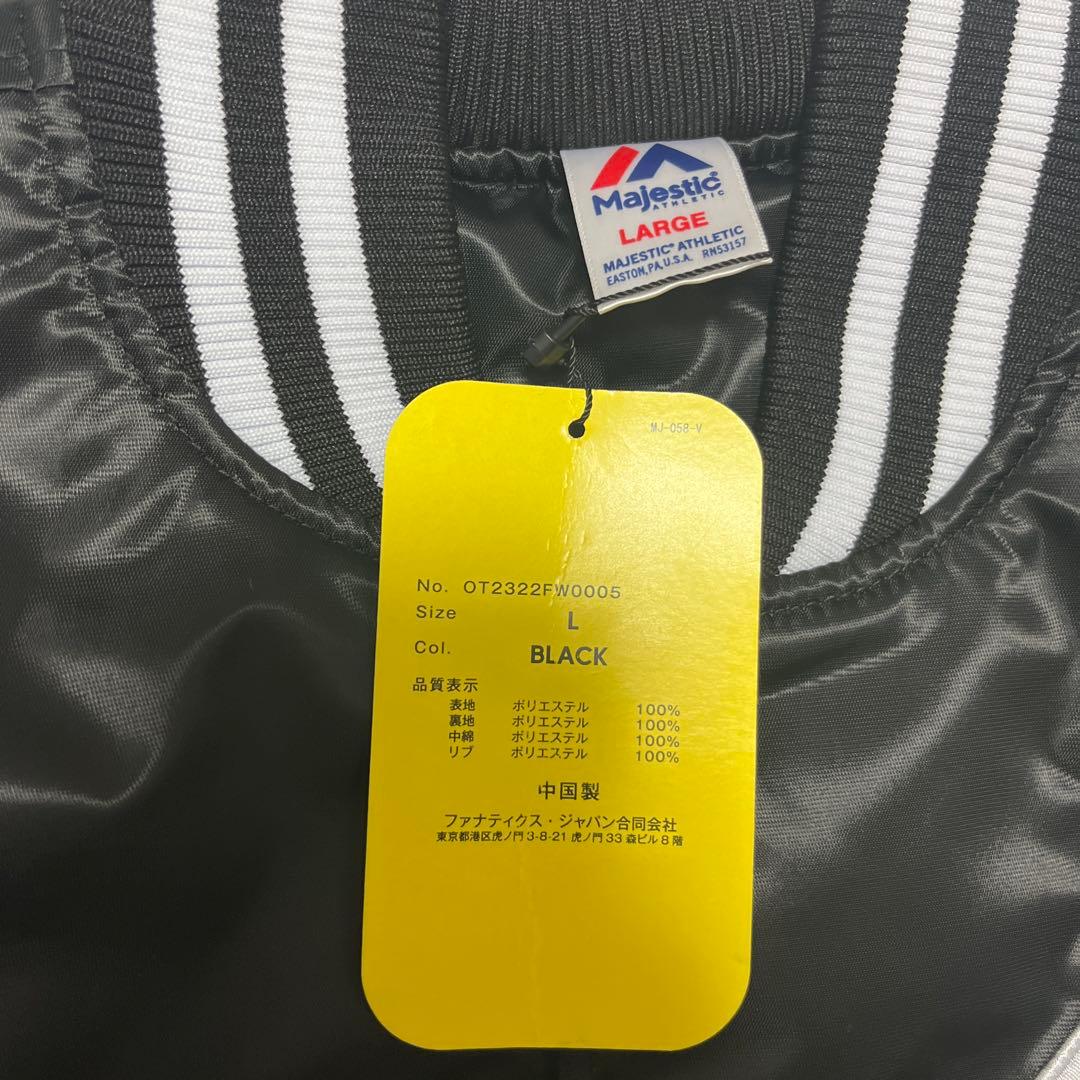 Majestic®
ATHLETIC
LARGE
MAJESTIC® ATHLETIC
EASTON, PA, U.S.A. RN53157
MJ-058-V
No. OT2322FW0005
Size L
Col. BLACK
品質表示
表地 ポリエステル 100%
裏地 ポリエステル 100%
中綿 ポリエステル 100%
リブ ポリエステル 100%
中国製
ファナティクス・ジャパン合同会社
東京都港区虎ノ門 3-8-21 虎ノ門 33 森ビル 8 階